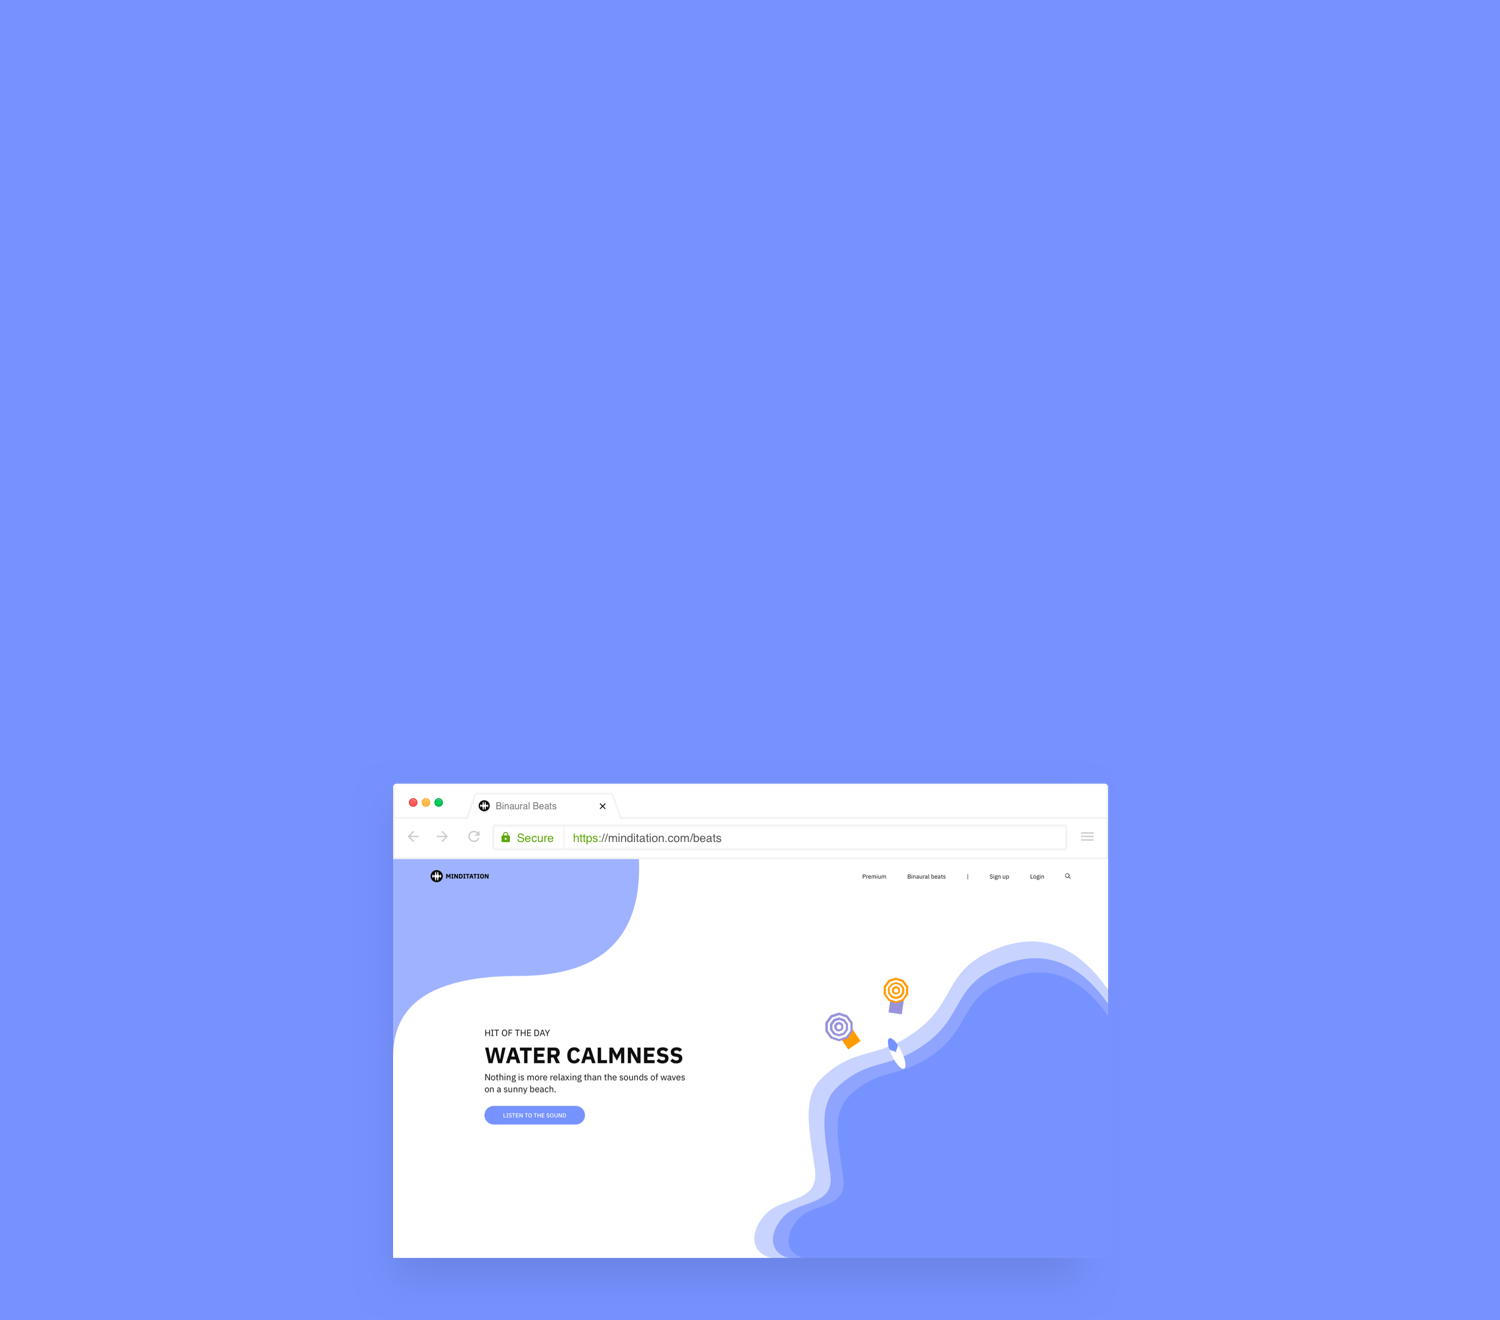 Binaural Beats
Secure
https://minditation.com/beats
MINDITATION
Premium
Binaural beats
|
Sign up
Login
HIT OF THE DAY
WATER CALMNESS
Nothing is more relaxing than the sounds of waves
on a sunny beach.
LISTEN TO THE SOUND